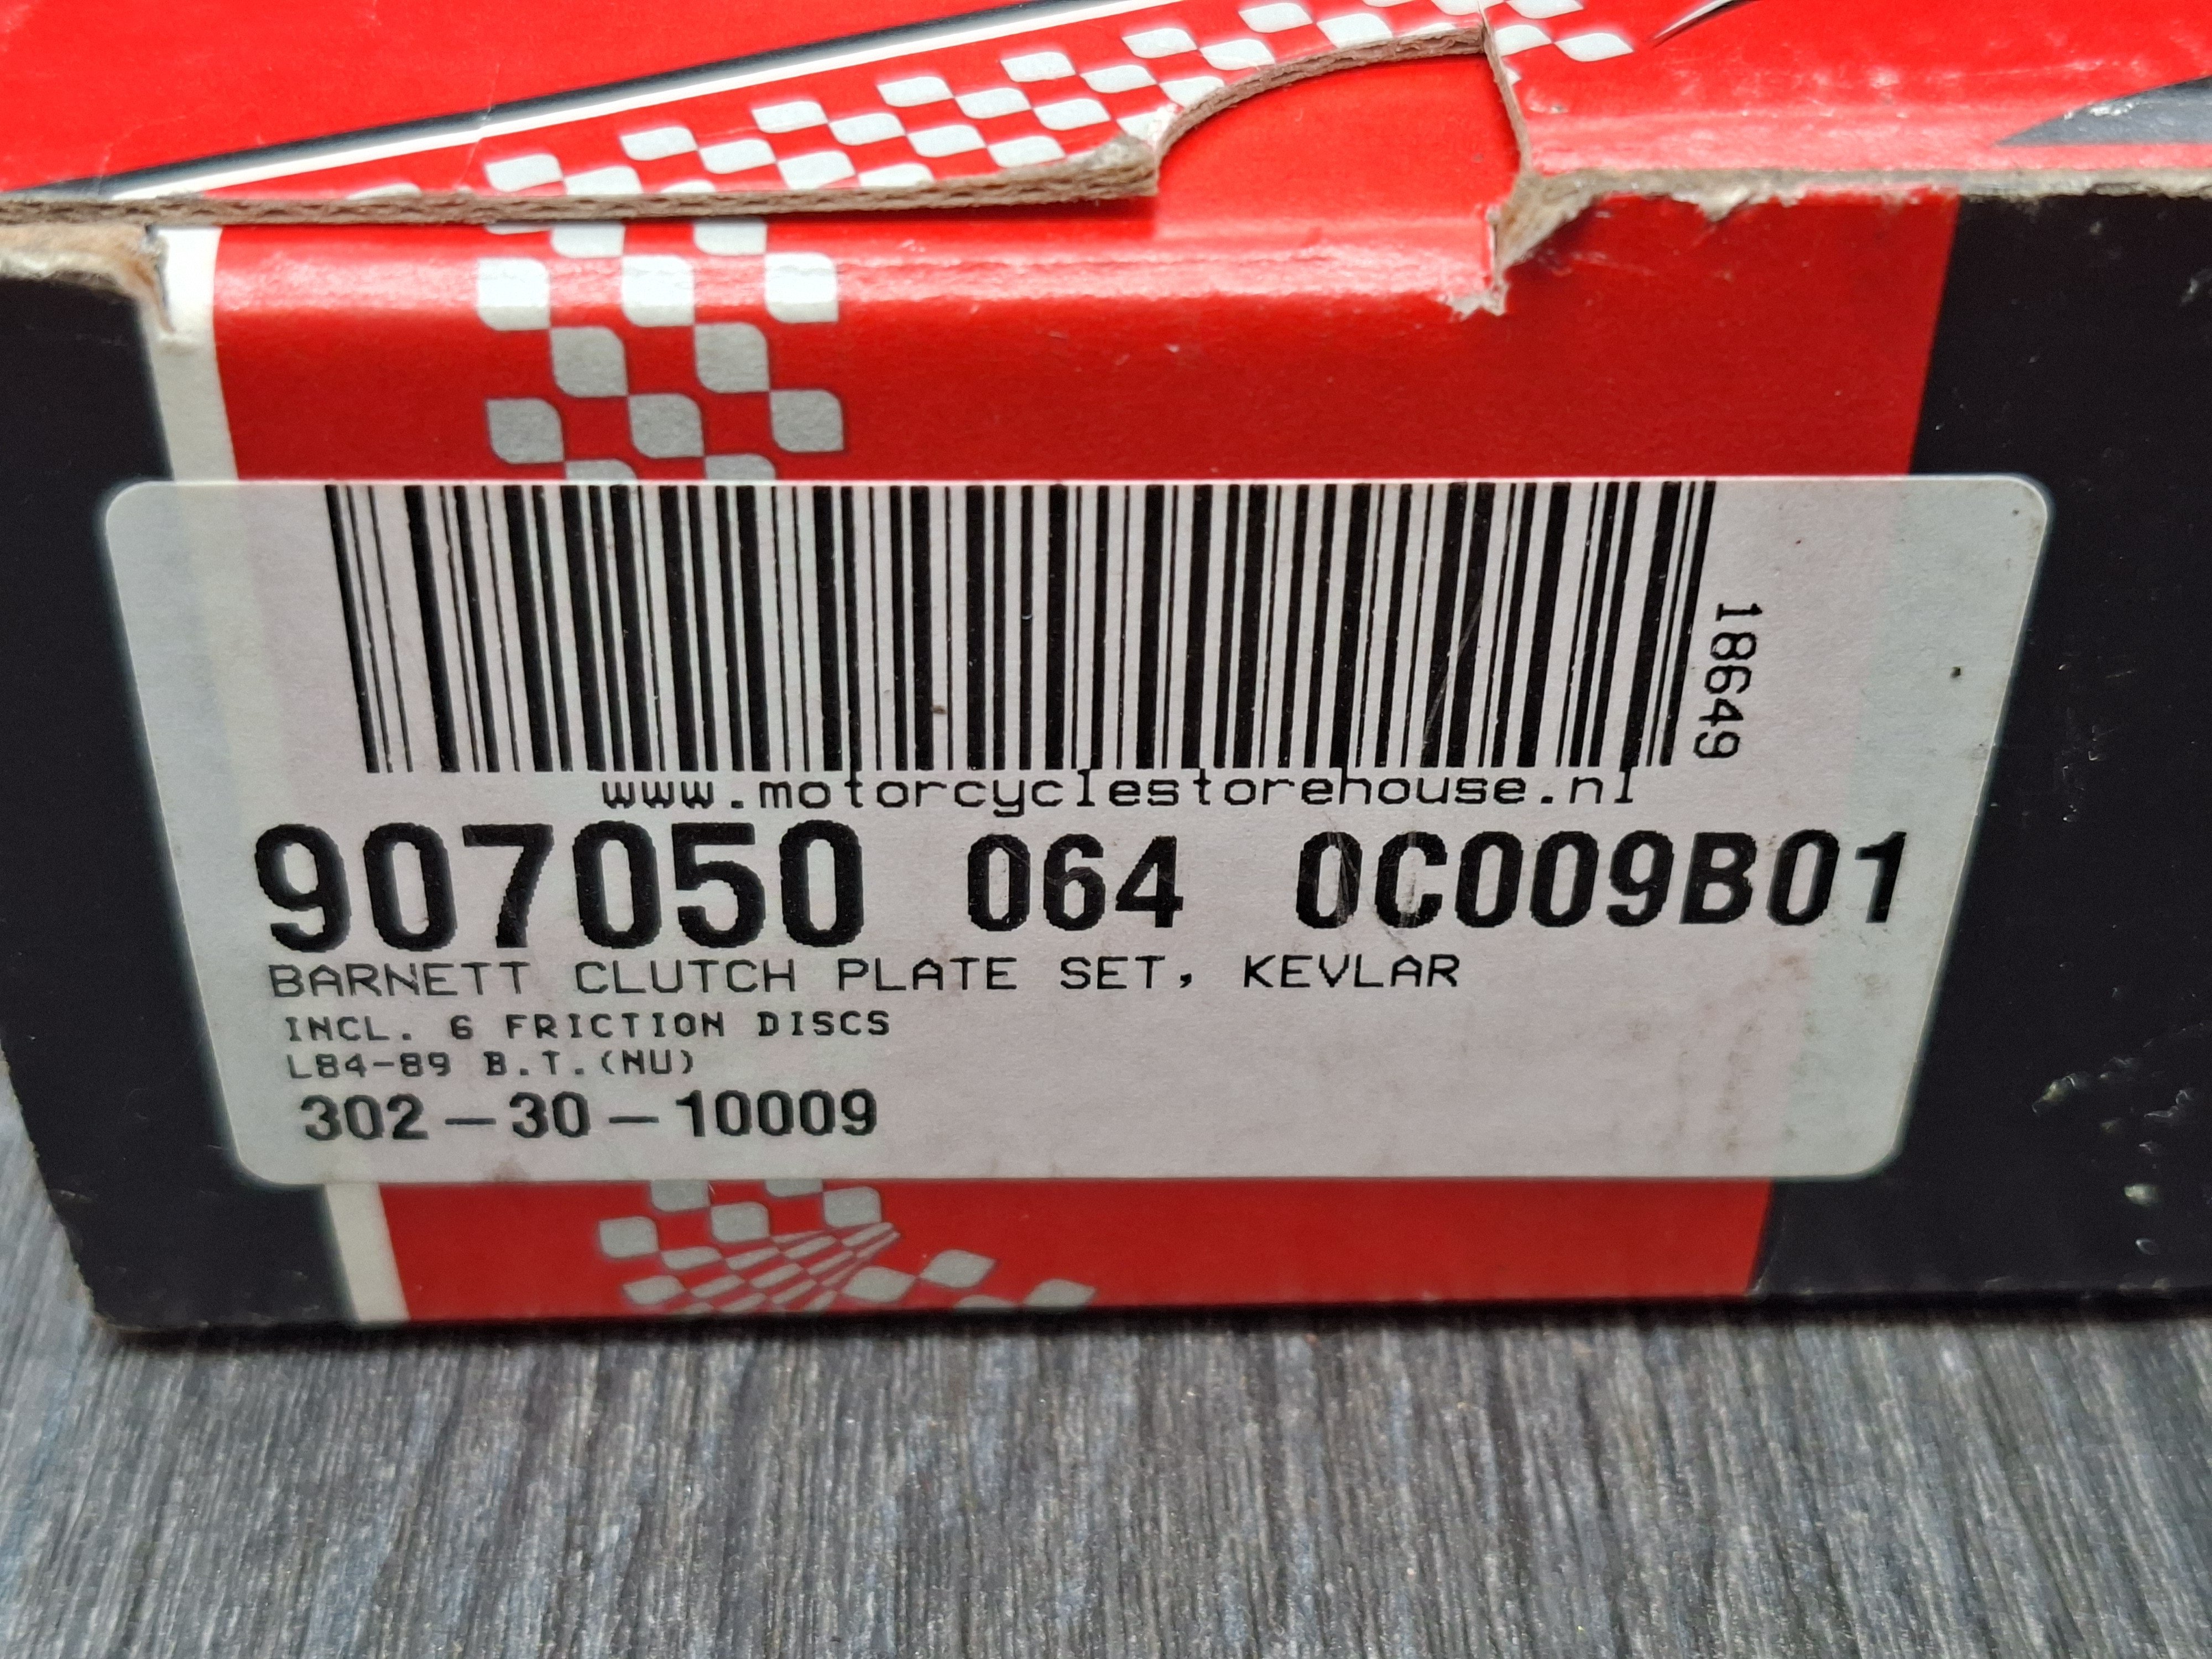 18649
www.motorcyclestorehouse.nl
907050 064 0C009B01
BARNETT CLUTCH PLATE SET, KEVLAR
INCL. 6 FRICTION DISCS
L84-89 B.T.(NU)
302-30-10009